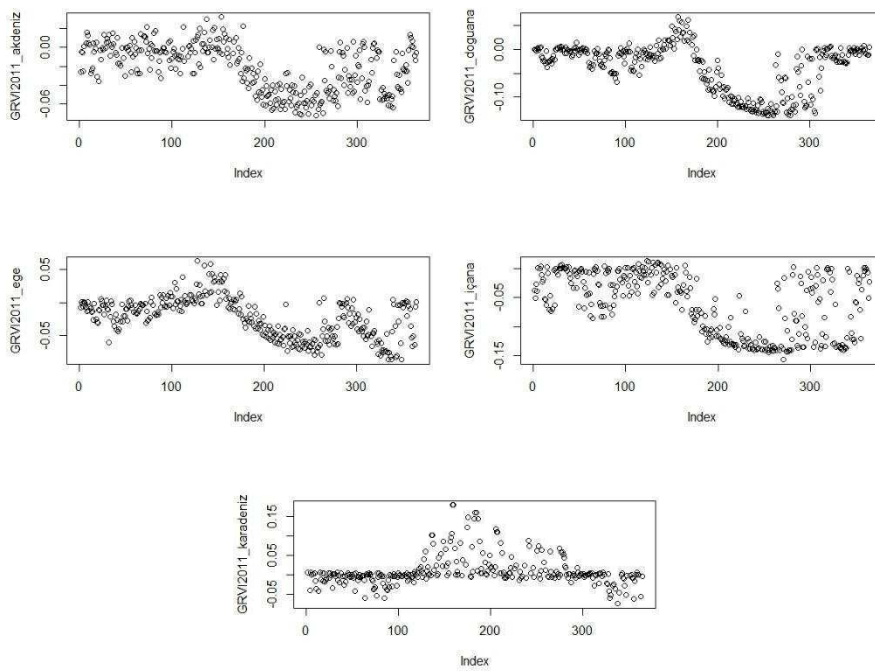 GRVI2011_akdeniz
0.00
-0.06
0 100 200 300
Index
GRVI2011_doguana
0.00
-0.10
0 100 200 300
Index
GRVI2011_ege
0.05
-0.05
0 100 200 300
Index
GRVI2011_içana
-0.05
-0.15
0 100 200 300
Index
GRVI2011_karadeniz
0.15
0.05
-0.05
0 100 200 300
Index